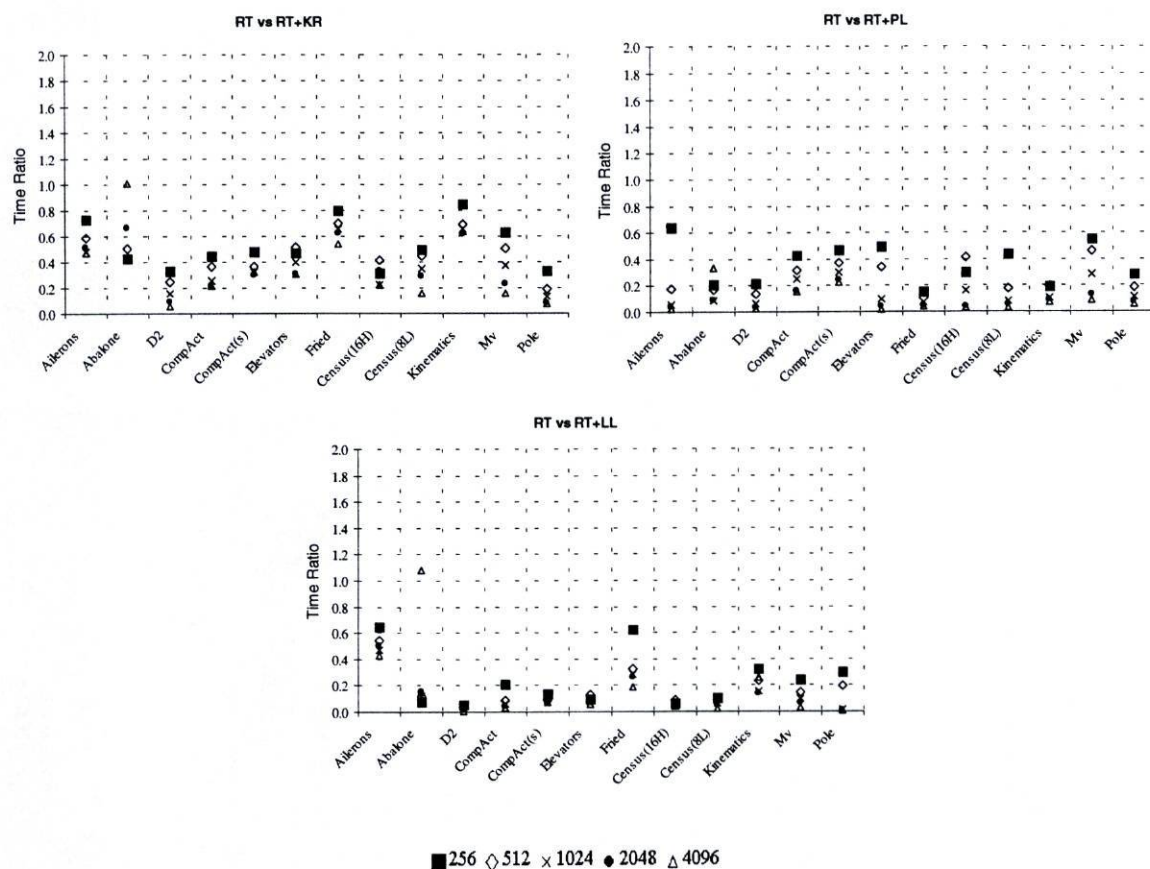 RT vs RT+KR
Time Ratio
2.0
1.8
1.6
1.4
1.2
1.0
0.8
0.6
0.4
0.2
0.0
Ailerons
Abalone
D2
CompAct
CompAct(s)
Elevators
Fried
Census(16H)
Census(8L)
Kinematics
Mv
Pole
RT vs RT+PL
Time Ratio
2.0
1.8
1.6
1.4
1.2
1.0
0.8
0.6
0.4
0.2
0.0
Ailerons
Abalone
D2
CompAct
CompAct(s)
Elevators
Fried
Census(16H)
Census(8L)
Kinematics
Mv
Pole
RT vs RT+LL
Time Ratio
2.0
1.8
1.6
1.4
1.2
1.0
0.8
0.6
0.4
0.2
0.0
Ailerons
Abalone
D2
CompAct
CompAct(s)
Elevators
Fried
Census(16H)
Census(8L)
Kinematics
Mv
Pole
256 512 1024 2048 4096